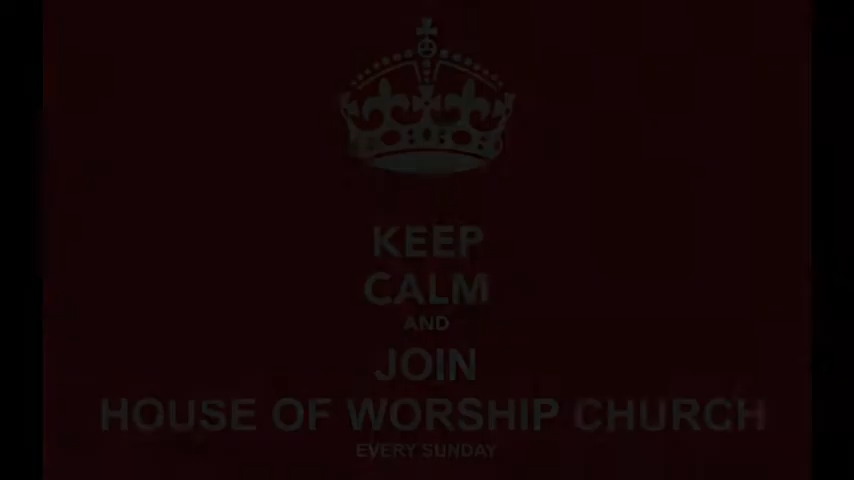 KEEP
CALM
AND
JOIN
HOUSE OF WORSHIP CHURCH
EVERY SUNDAY